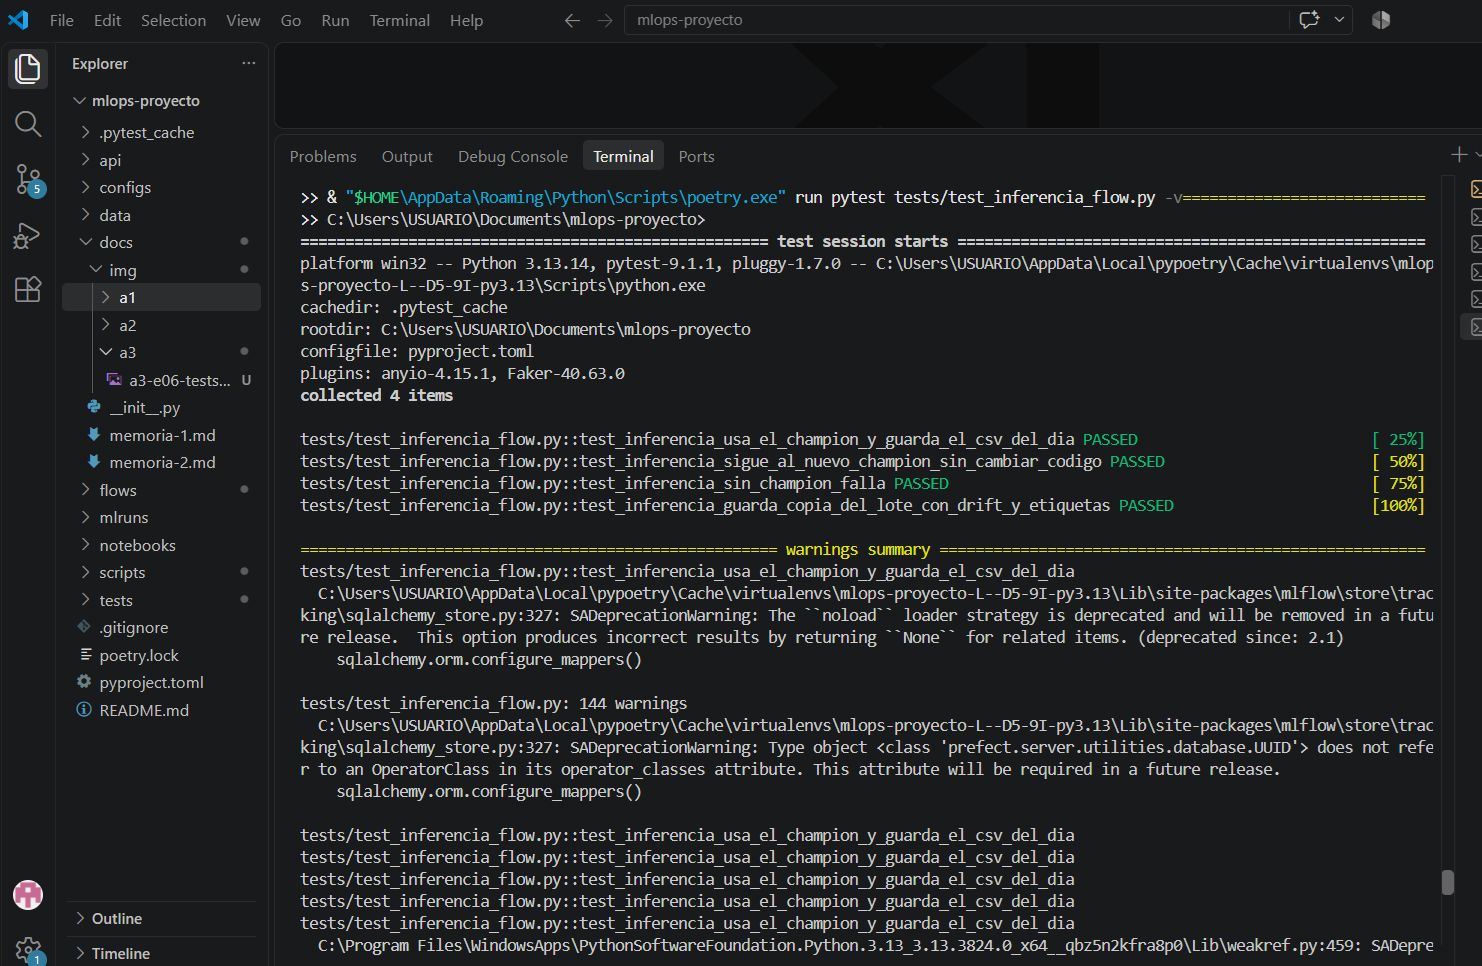 File Edit Selection View Go Run Terminal Help
mlops-proyecto
Explorer
mlops-proyecto
.pytest_cache
api
configs
data
docs
img
a1
a2
a3
a3-e06-tests... U
__init__.py
memoria-1.md
memoria-2.md
flows
mlruns
notebooks
scripts
tests
.gitignore
poetry.lock
pyproject.toml
README.md
Outline
Timeline
5
1
Problems Output Debug Console Terminal Ports
>> & "$HOME\AppData\Roaming\Python\Scripts\poetry.exe" run pytest tests/test_inferencia_flow.py -v===========================
>> C:\Users\USUARIO\Documents\mlops-proyecto>
==================================================== test session starts ====================================================
platform win32 -- Python 3.13.14, pytest-9.1.1, pluggy-1.7.0 -- C:\Users\USUARIO\AppData\Local\pypoetry\Cache\virtualenvs\mlop
s-proyecto-L--D5-9I-py3.13\Scripts\python.exe
cachedir: .pytest_cache
rootdir: C:\Users\USUARIO\Documents\mlops-proyecto
configfile: pyproject.toml
plugins: anyio-4.15.1, Faker-40.63.0
collected 4 items
tests/test_inferencia_flow.py::test_inferencia_usa_el_champion_y_guarda_el_csv_del_dia PASSED [ 25%]
tests/test_inferencia_flow.py::test_inferencia_sigue_al_nuevo_champion_sin_cambiar_codigo PASSED [ 50%]
tests/test_inferencia_flow.py::test_inferencia_sin_champion_falla PASSED [ 75%]
tests/test_inferencia_flow.py::test_inferencia_guarda_copia_del_lote_con_drift_y_etiquetas PASSED [100%]
===================================================== warnings summary ======================================================
tests/test_inferencia_flow.py::test_inferencia_usa_el_champion_y_guarda_el_csv_del_dia
C:\Users\USUARIO\AppData\Local\pypoetry\Cache\virtualenvs\mlops-proyecto-L--D5-9I-py3.13\Lib\site-packages\mlflow\store\trac
king\sqlalchemy_store.py:327: SADeprecationWarning: The ``noload`` loader strategy is deprecated and will be removed in a futu
re release.  This option produces incorrect results by returning ``None`` for related items. (deprecated since: 2.1)
sqlalchemy.orm.configure_mappers()
tests/test_inferencia_flow.py: 144 warnings
C:\Users\USUARIO\AppData\Local\pypoetry\Cache\virtualenvs\mlops-proyecto-L--D5-9I-py3.13\Lib\site-packages\mlflow\store\trac
king\sqlalchemy_store.py:327: SADeprecationWarning: Type object <class 'prefect.server.utilities.database.UUID'> does not refe
r to an OperatorClass in its operator_classes attribute. This attribute will be required in a future release.
sqlalchemy.orm.configure_mappers()
tests/test_inferencia_flow.py::test_inferencia_usa_el_champion_y_guarda_el_csv_del_dia
tests/test_inferencia_flow.py::test_inferencia_usa_el_champion_y_guarda_el_csv_del_dia
tests/test_inferencia_flow.py::test_inferencia_usa_el_champion_y_guarda_el_csv_del_dia
tests/test_inferencia_flow.py::test_inferencia_usa_el_champion_y_guarda_el_csv_del_dia
tests/test_inferencia_flow.py::test_inferencia_usa_el_champion_y_guarda_el_csv_del_dia
C:\Program Files\WindowsApps\PythonSoftwareFoundation.Python.3.13_3.13.3824.0_x64__qbz5n2kfra8p0\Lib\weakref.py:459: SADepre